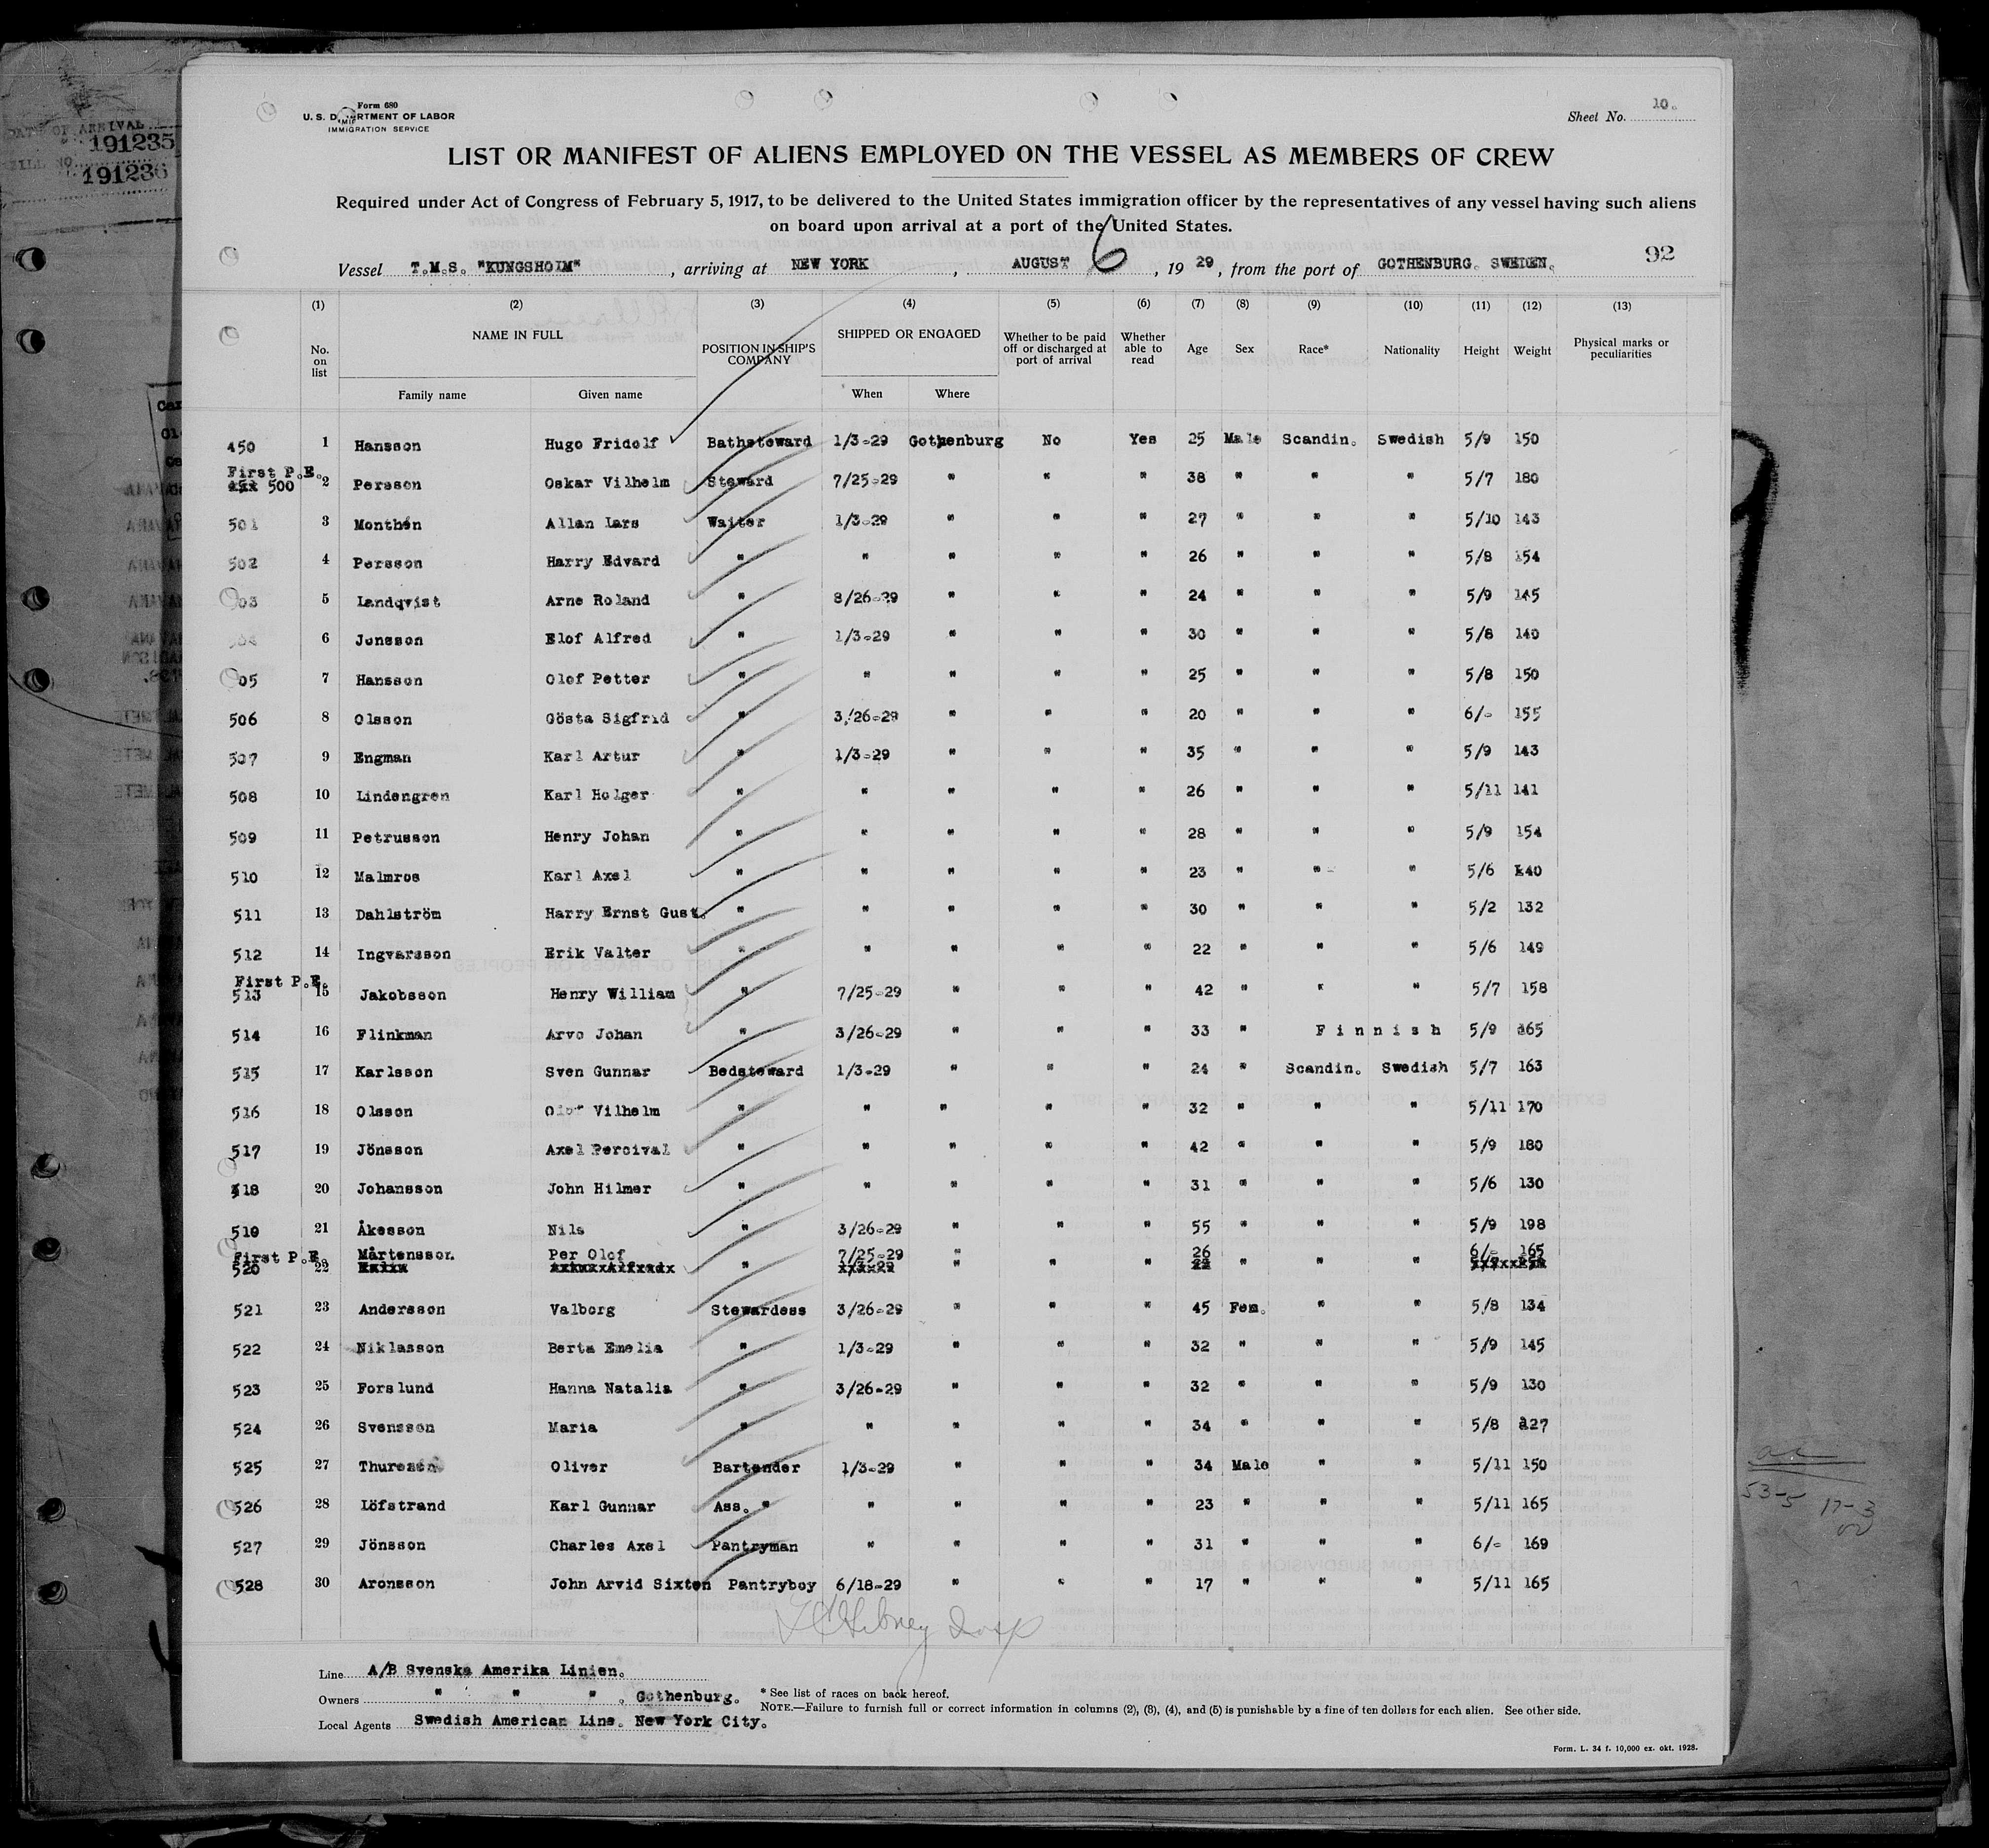 DATE OF ARRIVAL
191235
191236
Form 680
U. S. DEPARTMENT OF LABOR
IMMIGRATION SERVICE
Sheet No. 10.
LIST OR MANIFEST OF ALIENS EMPLOYED ON THE VESSEL AS MEMBERS OF CREW
Required under Act of Congress of February 5, 1917, to be delivered to the United States immigration officer by the representatives of any vessel having such aliens
on board upon arrival at a port of the United States.
92
Vessel T.M.S. "KUNGSHOIM", arriving at NEW YORK, AUGUST 6, 1929, from the port of GOTHENBURG. SWEDEN.
(1) (2) (3) (4) (5) (6) (7) (8) (9) (10) (11) (12) (13)
No. on list NAME IN FULL POSITION IN SHIP'S COMPANY SHIPPED OR ENGAGED Whether to be paid off or discharged at port of arrival Whether able to read Age Sex Race* Nationality Height Weight Physical marks or peculiarities
Family name Given name When Where
450 1 Hansson Hugo Fridolf Bathsteward 1/3-29 Gothenburg No Yes 25 Male Scandin. Swedish 5/9 150
First P.E.
500 2 Persson Oskar Vilhelm Steward 7/25-29 " " " 38 " " " 5/7 180
501 3 Monthén Allan Lars Waiter 1/3-29 " " " 27 " " " 5/10 143
502 4 Persson Harry Edvard " " " " " 26 " " " 5/8 154
03 5 Landqvist Arne Roland " 8/26-29 " " " 24 " " " 5/9 145
504 6 Jonsson Elof Alfred " 1/3-29 " " " 30 " " " 5/8 140
05 7 Hansson Olof Petter " " " " " 25 " " " 5/8 150
506 8 Olsson Gösta Sigfrid " 3/26-29 " " " 20 " " " 6/- 155
507 9 Engman Karl Artur " 1/3-29 " " " 35 " " " 5/9 143
508 10 Lindengren Karl Holger " " " " " 26 " " " 5/11 141
509 11 Petrusson Henry Johan " " " " " 28 " " " 5/9 154
510 12 Malmros Karl Axel " " " " " 23 " " " 5/6 140
511 13 Dahlström Harry Ernst Gust. " " " " " 30 " " " 5/2 132
512 14 Ingvarsson Erik Valter " " " " " 22 " " " 5/6 149
First P.E.
513 15 Jakobsson Henry William " 7/25-29 " " " 42 " " " 5/7 158
514 16 Flinkman Arvo Johan " 3/26-29 " " " 33 " Finnish 5/9 165
515 17 Karlsson Sven Gunnar Bedsteward 1/3-29 " " " 24 " Scandin. Swedish 5/7 163
516 18 Olsson Olof Vilhelm " " " " " 32 " " " 5/11 170
517 19 Jönsson Axel Percival " " " " " 42 " " " 5/9 180
518 20 Johansson John Hilmer " " " " " 31 " " " 5/6 130
519 21 Åkesson Nils " 3/26-29 " " " 55 " " " 5/9 198
First P.E. Mårtensson Per Olof 7/25-29 " 26 6/- 165
520 22 " " " " " " "
521 23 Andersson Valborg Stewardess 3/26-29 " " " 45 Fem. " " 5/8 134
522 24 Niklasson Berta Emelia " 1/3-29 " " " 32 " " " 5/9 145
523 25 Forslund Hanna Natalia " 3/26-29 " " " 32 " " " 5/9 130
524 26 Svensson Maria " " " " " 34 " " " 5/8 127
525 27 Thuresen Oliver Bartender 1/3-29 " " " 34 Male " " 5/11 150
526 28 Löfstrand Karl Gunnar Ass. " " " " " 23 " " " 5/11 165
527 29 Jönsson Charles Axel Pantryman " " " " 31 " " " 6/- 169
528 30 Aronsson John Arvid Sixten Pantryboy 6/18-29 " " " 17 " " " 5/11 165
Line A/B Svenska Amerika Linien.
Owners " " " . Gothenburg.
* See list of races on back hereof.
NOTE.—Failure to furnish full or correct information in columns (2), (3), (4), and (5) is punishable by a fine of ten dollars for each alien. See other side.
Local Agents Swedish American Line. New York City.
Form. L. 34 f. 10,000 ex. okt. 1928.
53-5 17-3